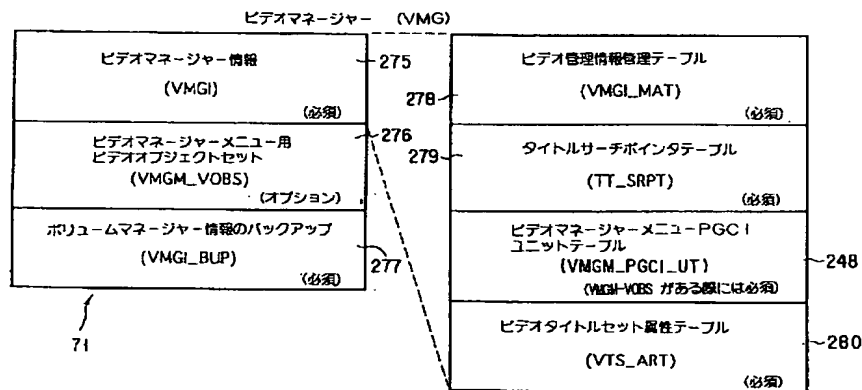 ビデオマネージャー (VMG)
ビデオマネージャー情報
(VMGI)
(必須)
275
ビデオマネージャーメニュー用
ビデオオブジェクトセット
(VMGM_VOBS)
(オプション)
276
ボリュームマネージャー情報のバックアップ
(VMGI_BUP)
(必須)
277
71
ビデオ管理情報管理テーブル
(VMGI_MAT)
(必須)
278
タイトルサーチポインタテーブル
(TT_SRPT)
(必須)
279
ビデオマネージャーメニューPGCI
ユニットテーブル
(VMGM_PGCI_UT)
(VMGM-VOBS がある際には必須)
248
ビデオタイトルセット属性テーブル
(VTS_ART)
(必須)
280